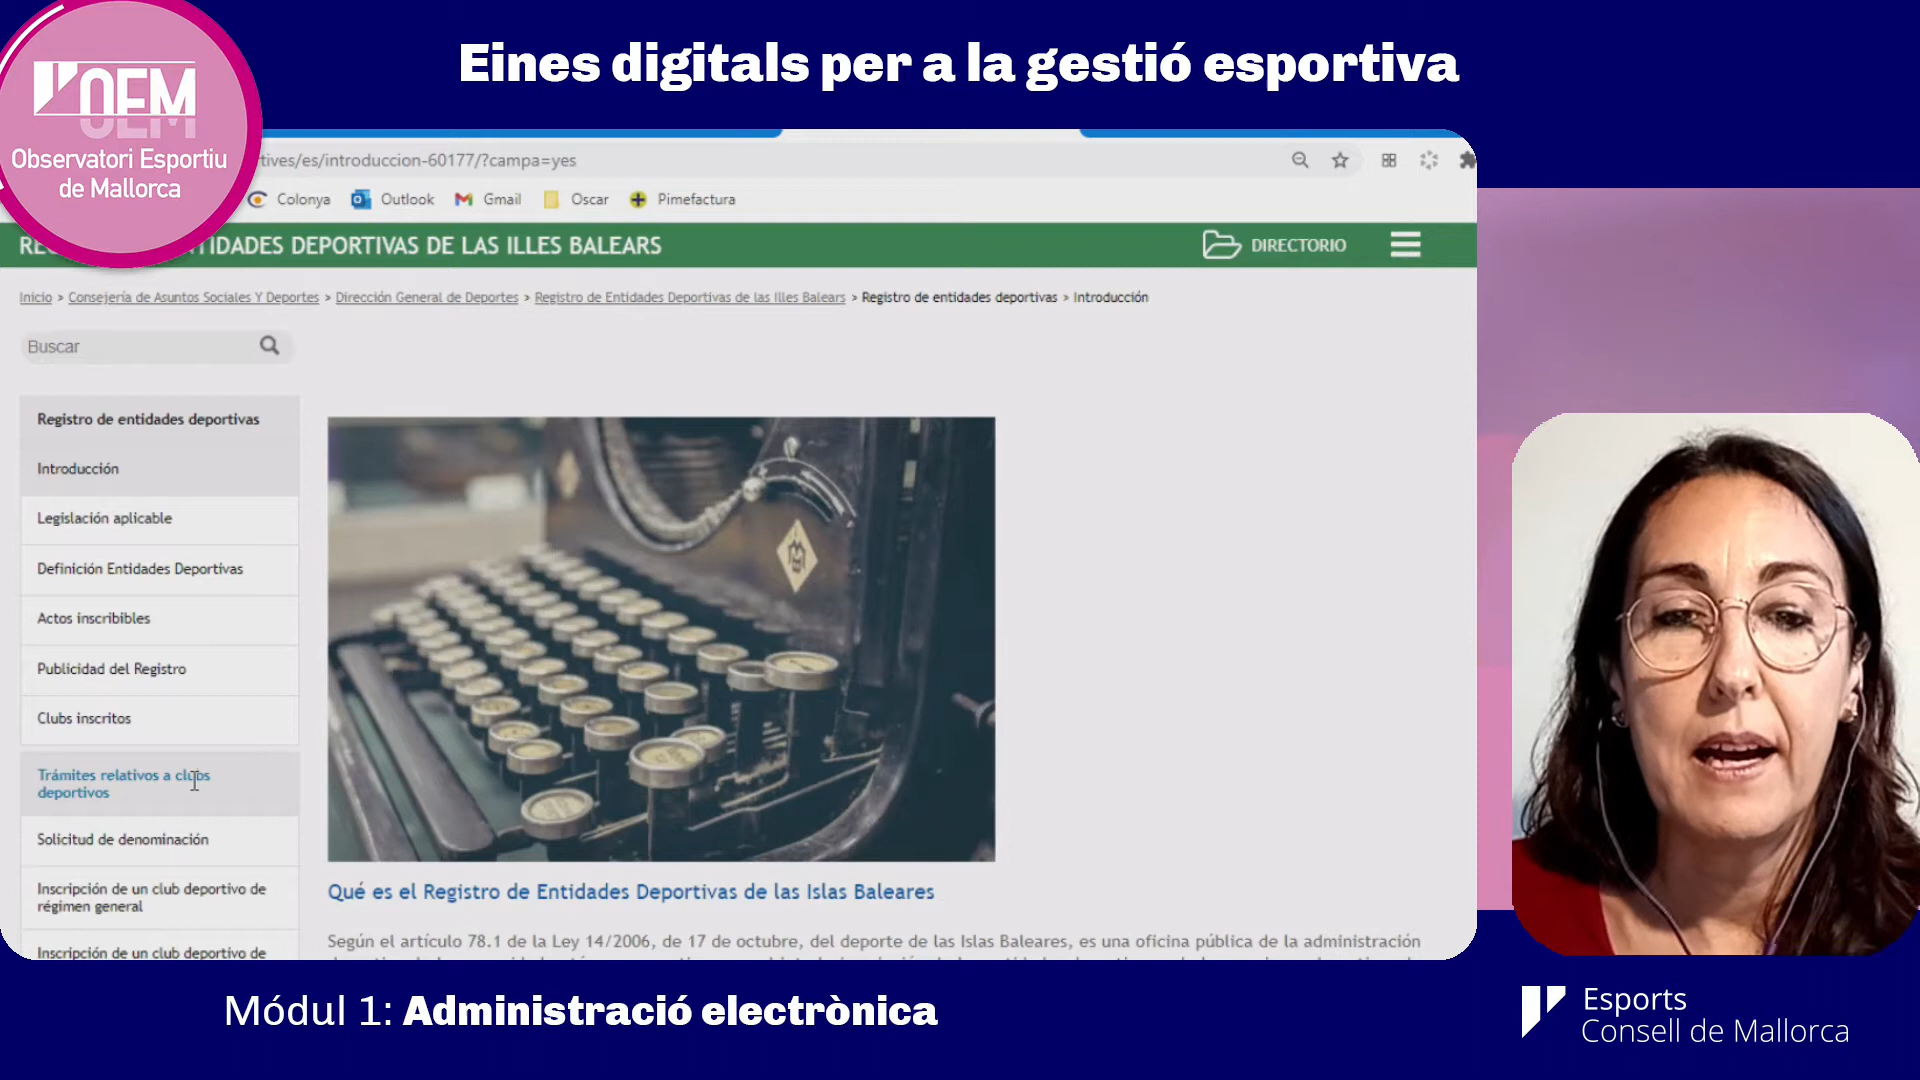 Eines digitals per a la gestió esportiva
OEM
Observatori Esportiu
de Mallorca
tives/es/introduccion-60177/?campa=yes
Colonya
Outlook
Gmail
Oscar
Pimefactura
IDADES DEPORTIVAS DE LAS ILLES BALEARS
DIRECTORIO
Inicio > Consejería de Asuntos Sociales Y Deportes > Dirección General de Deportes > Registro de Entidades Deportivas de las Illes Balears > Registro de entidades deportivas > Introducción
Buscar
Registro de entidades deportivas
Introducción
Legislación aplicable
Definición Entidades Deportivas
Actos inscribibles
Publicidad del Registro
Clubs inscritos
Trámites relativos a clubs
deportivos
Solicitud de denominación
Inscripción de un club deportivo de
régimen general
Inscripción de un club deportivo de
Qué es el Registro de Entidades Deportivas de las Islas Baleares
Según el artículo 78.1 de la Ley 14/2006, de 17 de octubre, del deporte de las Islas Baleares, es una oficina pública de la administración
Módul 1: Administració electrònica
Esports
Consell de Mallorca